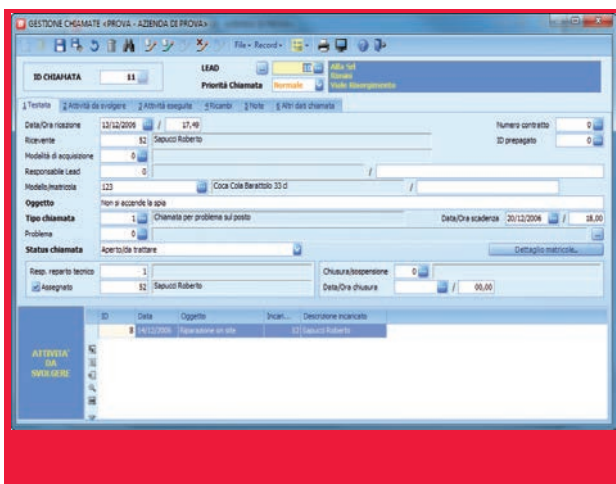 GESTIONE CHIAMATE «PROVA - AZIENDA DI PROVA»
File Record
ID CHIAMATA 11
LEAD 10 Alfa Srl
Rimini
Priorità Chiamata Normale Viale Risorgimento
1 Testata 2 Attività da svolgere 3 Attività eseguite 4 Ricambi 5 Note 6 Altri dati chiamata
Data/Ora ricezione 12/12/2006 / 17,49 Numero contratto 0
Ricevente 52 Sapucci Roberto ID prepagato 0
Modalità di acquisizione 0
Responsabile Lead 0 /
Modello/matricola 123 Coca Cola Barattolo 33 cl /
Oggetto Non si accende la spia
Tipo chiamata 1 Chiamata per problema sul posto Data/Ora scadenza 20/12/2006 / 18,00
Problema 0
Status chiamata Aperto/da trattare Dettaglio matricole...
Resp. reparto tecnico 1 Chiusura/sospensione 0
Assegnato 52 Sapucci Roberto Data/Ora chiusura / 00,00
ID Data Oggetto Incari... Descrizione incaricato
8 14/12/2006 Riparazione on site 52 Sapucci Roberto
ATTIVITA'
DA
SVOLGERE